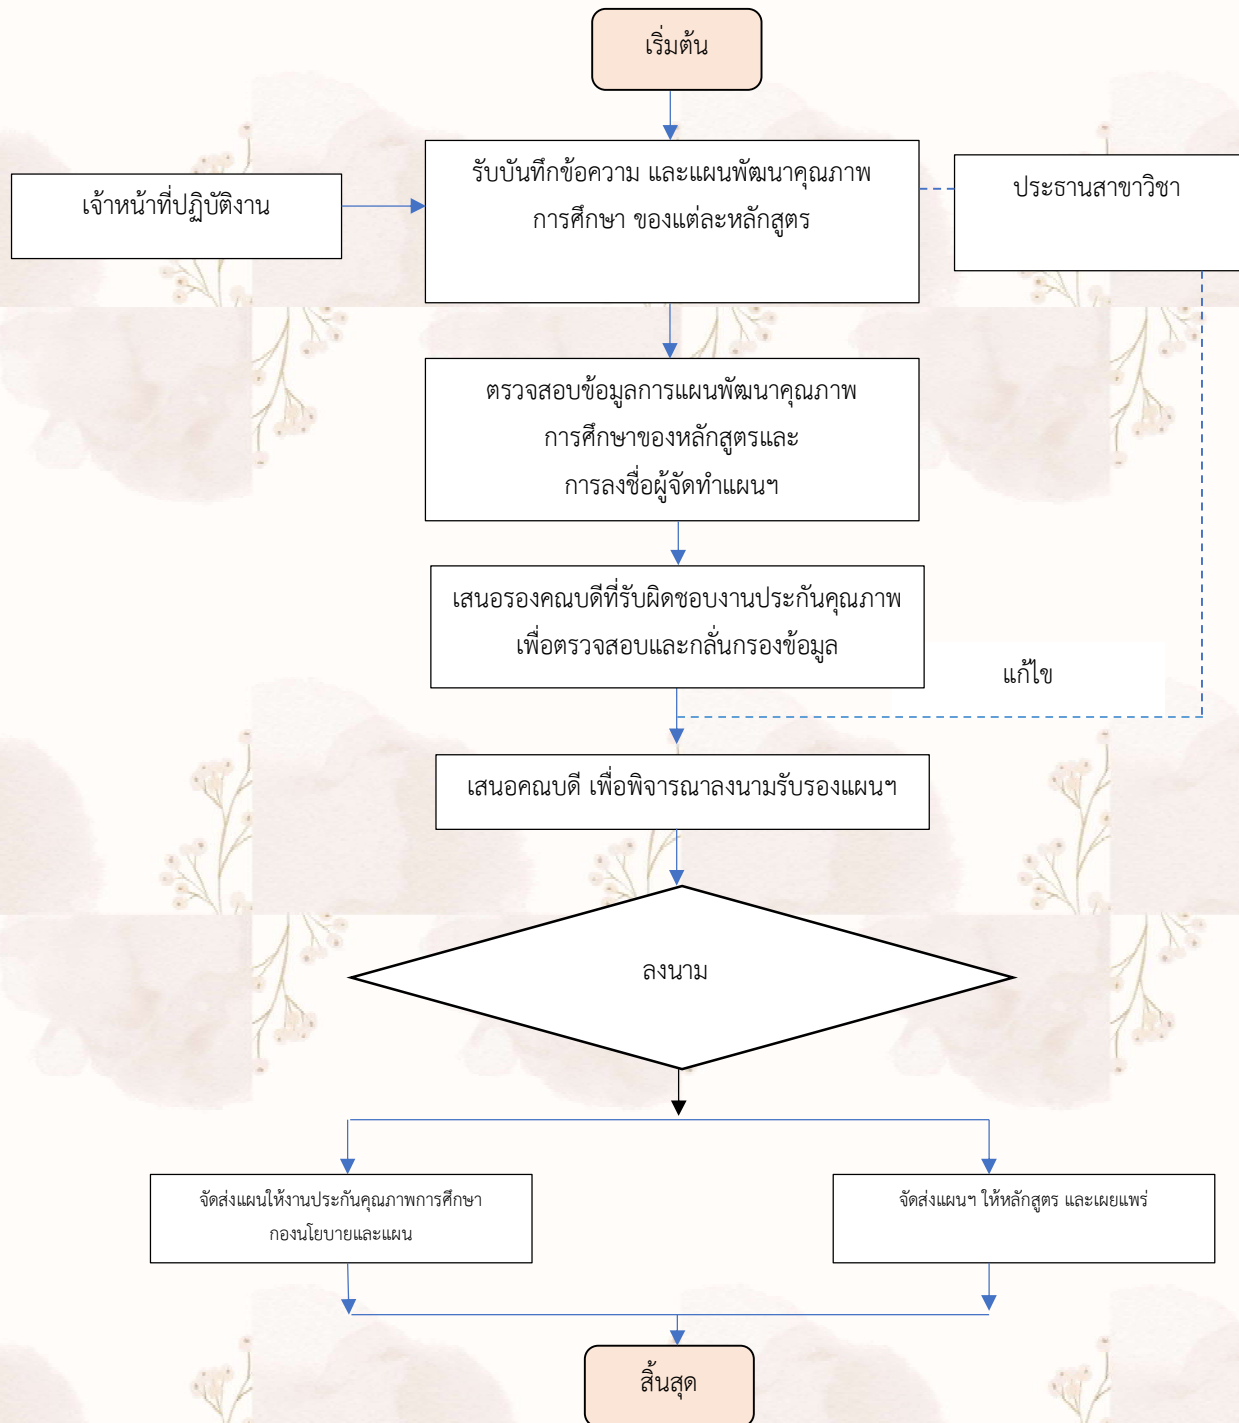 เริ่มต้น
เจ้าหน้าที่ปฏิบัติงาน
รับบันทึกข้อความ และแผนพัฒนาคุณภาพ
การศึกษา ของแต่ละหลักสูตร
ประธานสาขาวิชา
ตรวจสอบข้อมูลการแผนพัฒนาคุณภาพ
การศึกษาของหลักสูตรและ
การลงชื่อผู้จัดทำแผนฯ
เสนอรองคณบดีที่รับผิดชอบงานประกันคุณภาพ
เพื่อตรวจสอบและกลั่นกรองข้อมูล
แก้ไข
เสนอคณบดี เพื่อพิจารณาลงนามรับรองแผนฯ
ลงนาม
จัดส่งแผนให้งานประกันคุณภาพการศึกษา
กองนโยบายและแผน
จัดส่งแผนฯ ให้หลักสูตร และเผยแพร่
สิ้นสุด